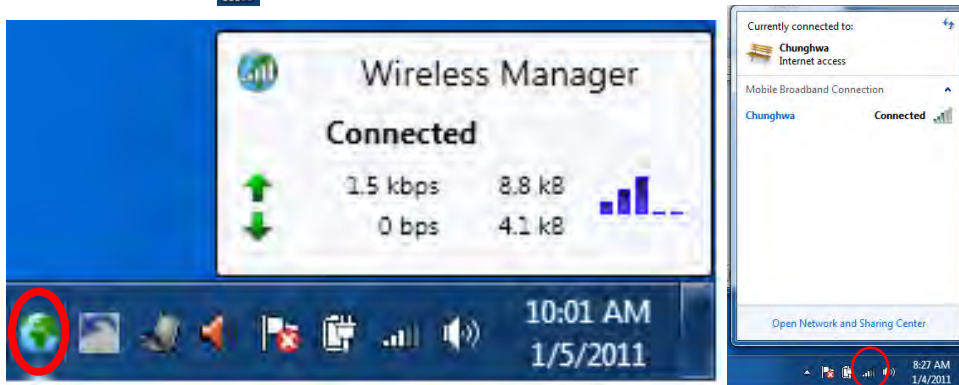 Wireless Manager
Connected
1.5 kbps 8.8 kB
0 bps 4.1 kB
10:01 AM
1/5/2011
Currently connected to:
Chunghwa
Internet access
Mobile Broadband Connection
Chunghwa Connected
Open Network and Sharing Center
8:27 AM
1/4/2011